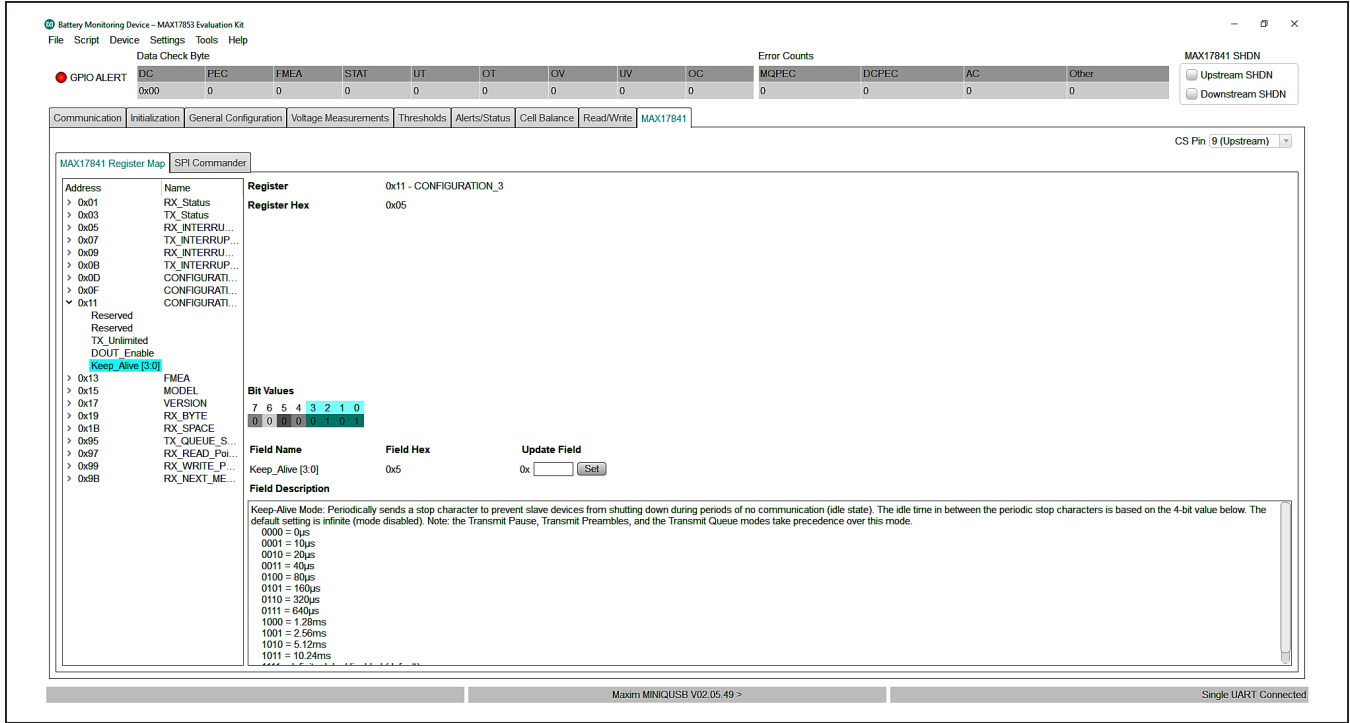 Battery Monitoring Device – MAX17853 Evaluation Kit
File Script Device Settings Tools Help
Data Check Byte Error Counts MAX17841 SHDN
GPIO ALERT DC PEC FMEA STAT UT OT OV UV OC MQPEC DCPEC AC Other Upstream SHDN
0x00 0 0 0 0 0 0 0 0 0 0 0 0 Downstream SHDN
Communication Initialization General Configuration Voltage Measurements Thresholds Alerts/Status Cell Balance Read/Write MAX17841
CS Pin 9 (Upstream)
MAX17841 Register Map SPI Commander
Address Name Register 0x11 - CONFIGURATION_3
> 0x01 RX_Status Register Hex 0x05
> 0x03 TX_Status
> 0x05 RX_INTERRU...
> 0x07 TX_INTERRUP...
> 0x09 RX_INTERRU...
> 0x0B TX_INTERRUP...
> 0x0D CONFIGURATI...
> 0x0F CONFIGURATI...
0x11 CONFIGURATI...
Reserved
Reserved
TX_Unlimited
DOUT_Enable
Keep_Alive [3:0]
> 0x13 FMEA
> 0x15 MODEL
> 0x17 VERSION
> 0x19 RX_BYTE
> 0x1B RX_SPACE
> 0x95 TX_QUEUE_S...
> 0x97 RX_READ_Poi...
> 0x99 RX_WRITE_P...
> 0x9B RX_NEXT_ME...
Bit Values
7 6 5 4 3 2 1 0
0 0 0 0 0 1 0 1
Field Name Field Hex Update Field
Keep_Alive [3:0] 0x5 0x Set
Field Description
Keep-Alive Mode: Periodically sends a stop character to prevent slave devices from shutting down during periods of no communication (idle state). The idle time in between the periodic stop characters is based on the 4-bit value below. The
default setting is infinite (mode disabled). Note: the Transmit Pause, Transmit Preambles, and the Transmit Queue modes take precedence over this mode.
0000 = 0µs
0001 = 10µs
0010 = 20µs
0011 = 40µs
0100 = 80µs
0101 = 160µs
0110 = 320µs
0111 = 640µs
1000 = 1.28ms
1001 = 2.56ms
1010 = 5.12ms
1011 = 10.24ms
Maxim MINIQUSB V02.05.49 > Single UART Connected